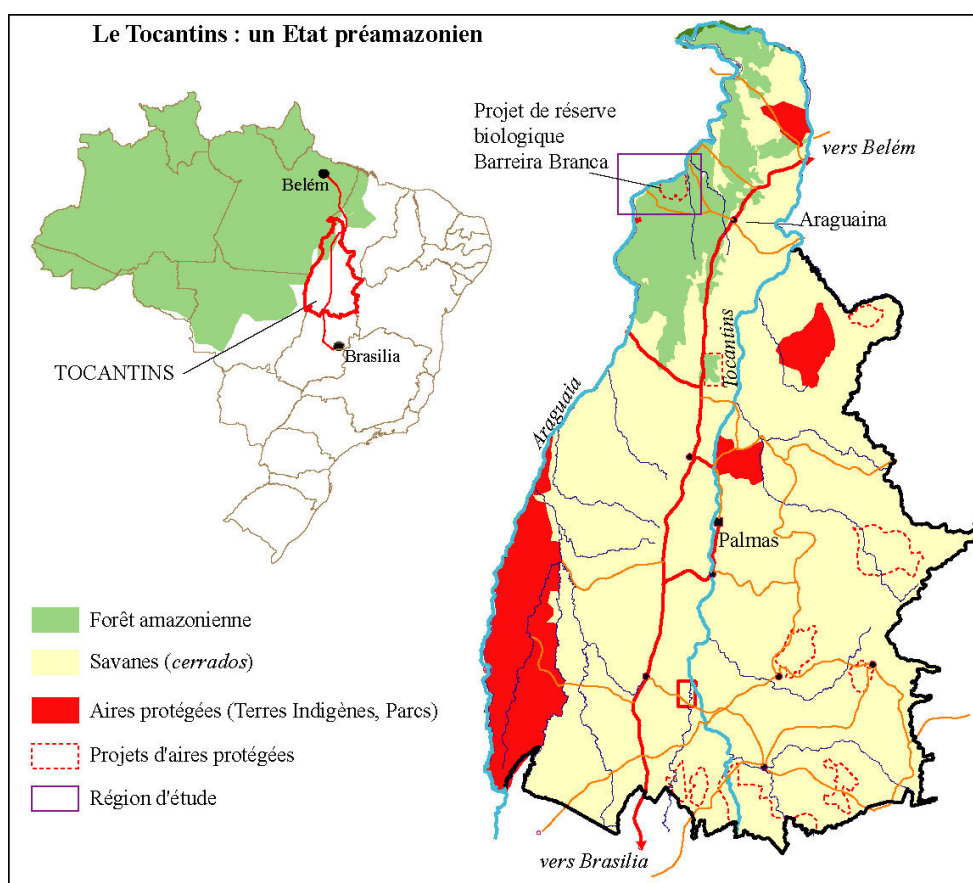 Le Tocantins : un Etat préamazonien
Projet de réserve
biologique
Barreira Branca
vers Belém
Belém
Araguaina
Brasilia
TOCANTINS
Tocantins
Araguaia
Palmas
Forêt amazonienne
Savanes (cerrados)
Aires protégées (Terres Indigènes, Parcs)
Projets d'aires protégées
Région d'étude
vers Brasilia